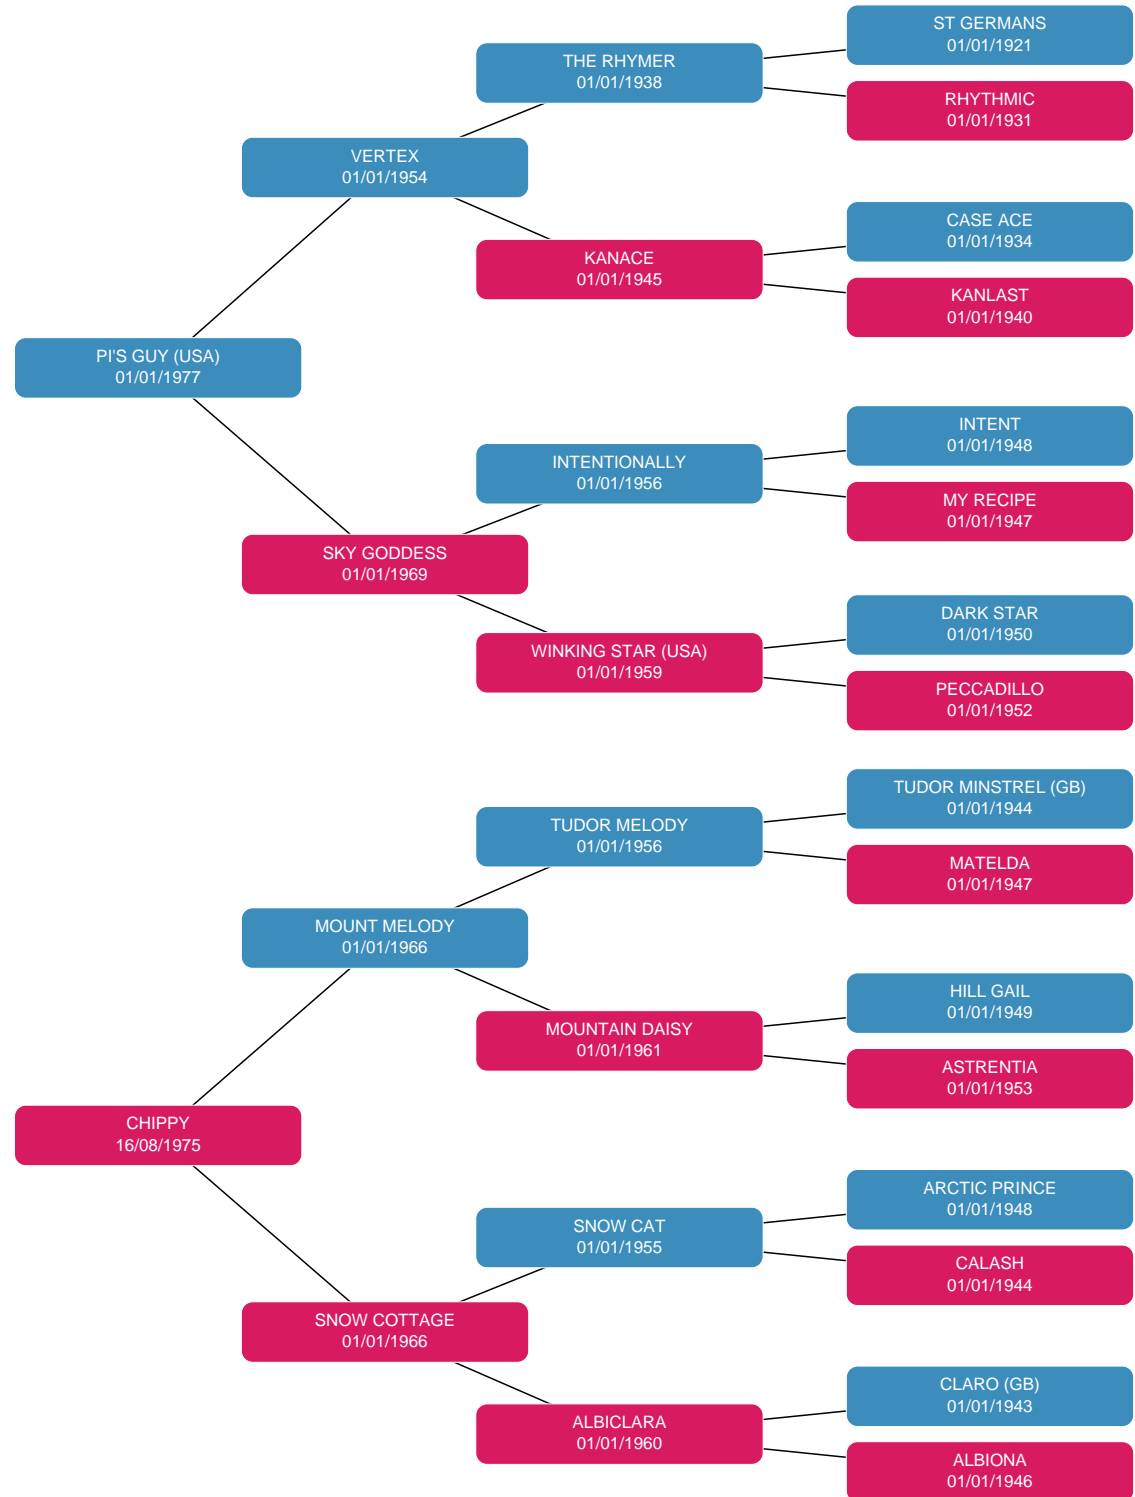 ST GERMANS
01/01/1921
THE RHYMER
01/01/1938
RHYTHMIC
01/01/1931
VERTEX
01/01/1954
CASE ACE
01/01/1934
KANACE
01/01/1945
KANLAST
01/01/1940
PI'S GUY (USA)
01/01/1977
INTENT
01/01/1948
INTENTIONALLY
01/01/1956
MY RECIPE
01/01/1947
SKY GODDESS
01/01/1969
DARK STAR
01/01/1950
WINKING STAR (USA)
01/01/1959
PECCADILLO
01/01/1952
TUDOR MINSTREL (GB)
01/01/1944
TUDOR MELODY
01/01/1956
MATELDA
01/01/1947
MOUNT MELODY
01/01/1966
HILL GAIL
01/01/1949
MOUNTAIN DAISY
01/01/1961
ASTRENTIA
01/01/1953
CHIPPY
16/08/1975
ARCTIC PRINCE
01/01/1948
SNOW CAT
01/01/1955
CALASH
01/01/1944
SNOW COTTAGE
01/01/1966
CLARO (GB)
01/01/1943
ALBICLARA
01/01/1960
ALBIONA
01/01/1946